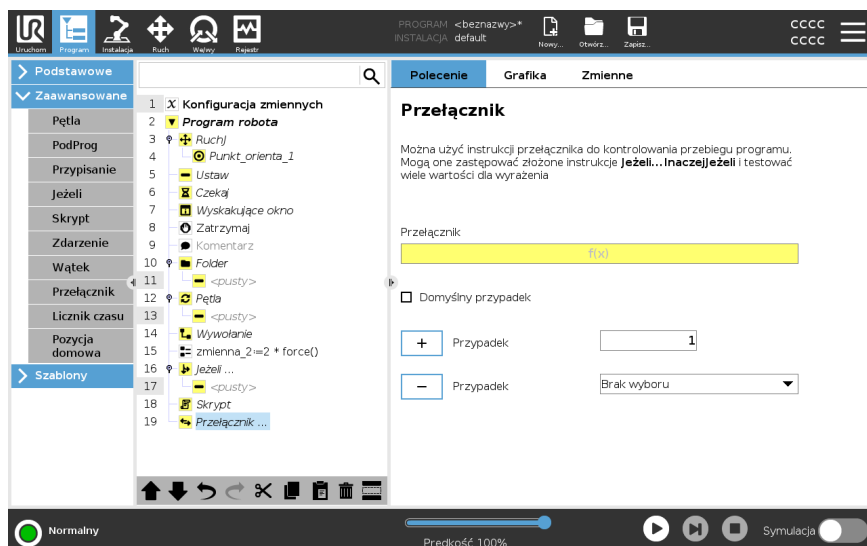 UR
Uruchom
Program
Instalacja
Ruch
We/wy
Rejestr
PROGRAM <beznazwy>*
INSTALACJA default
Nowy...
Otwórz...
Zapisz...
CCCC
CCCC
Podstawowe
Zaawansowane
Pętla
PodProg
Przypisanie
Jeżeli
Skrypt
Zdarzenie
Wątek
Przełącznik
Licznik czasu
Pozycja
domowa
Szablony
1 X Konfiguracja zmiennych
2 Program robota
3 RuchJ
4 Punkt_orienta_1
5 Ustaw
6 Czekaj
7 Wyskakujące okno
8 Zatrzymaj
9 Komentarz
10 Folder
11 <pusty>
12 Pętla
13 <pusty>
14 Wywołanie
15 zmienna_2:=2 * force()
16 Jeżeli ...
17 <pusty>
18 Skrypt
19 Przełącznik ...
Polecenie
Grafika
Zmienne
Przełącznik
Można użyć instrukcji przełącznika do kontrolowania przebiegu programu.
Mogą one zastępować złożone instrukcje Jeżeli...InaczejJeżeli i testować
wiele wartości dla wyrażenia
Przełącznik
f(x)
Domyślny przypadek
+ Przypadek 1
− Przypadek Brak wyboru
Normalny
Prędkość 100%
Symulacja